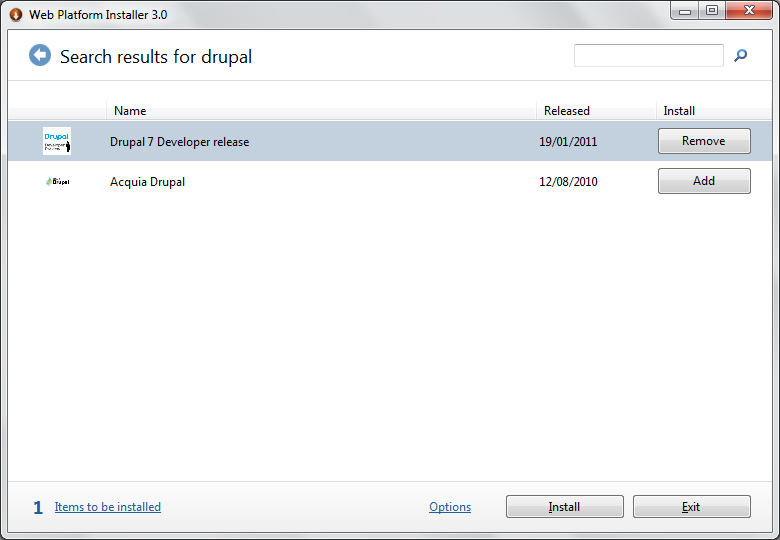 Web Platform Installer 3.0
Search results for drupal
Name Released Install
Drupal
Developer
Drupal 7 Developer release 19/01/2011 Remove
Drupal
Acquia Drupal 12/08/2010 Add
1 Items to be installed Options Install Exit